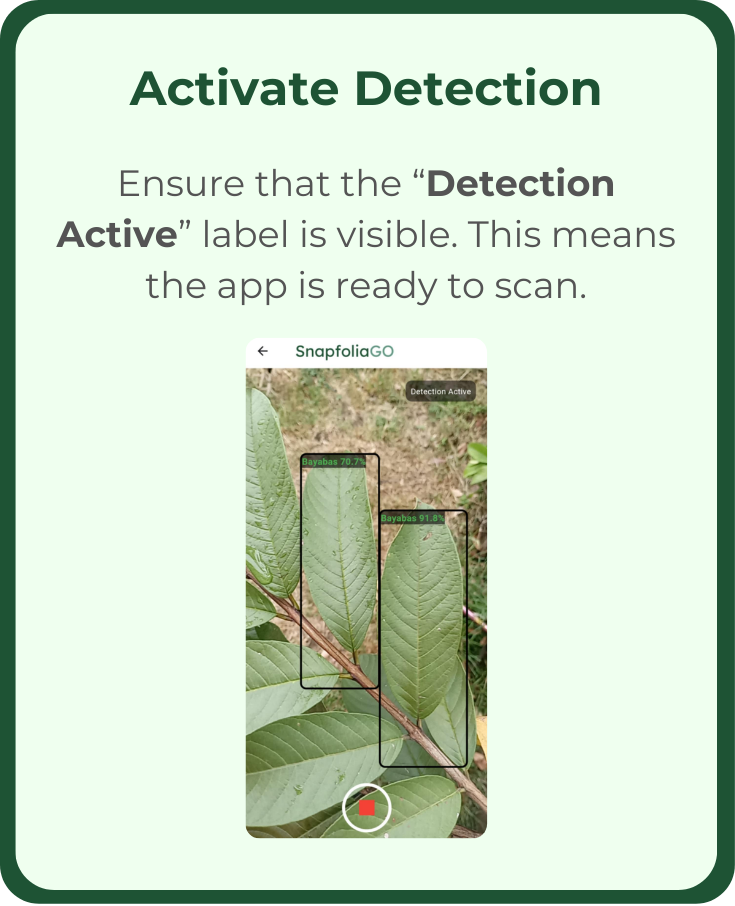 Activate Detection
Ensure that the “Detection
Active” label is visible. This means
the app is ready to scan.
SnapfoliaGO
Detection Active
Bayabas 70.7%
Bayabas 91.8%